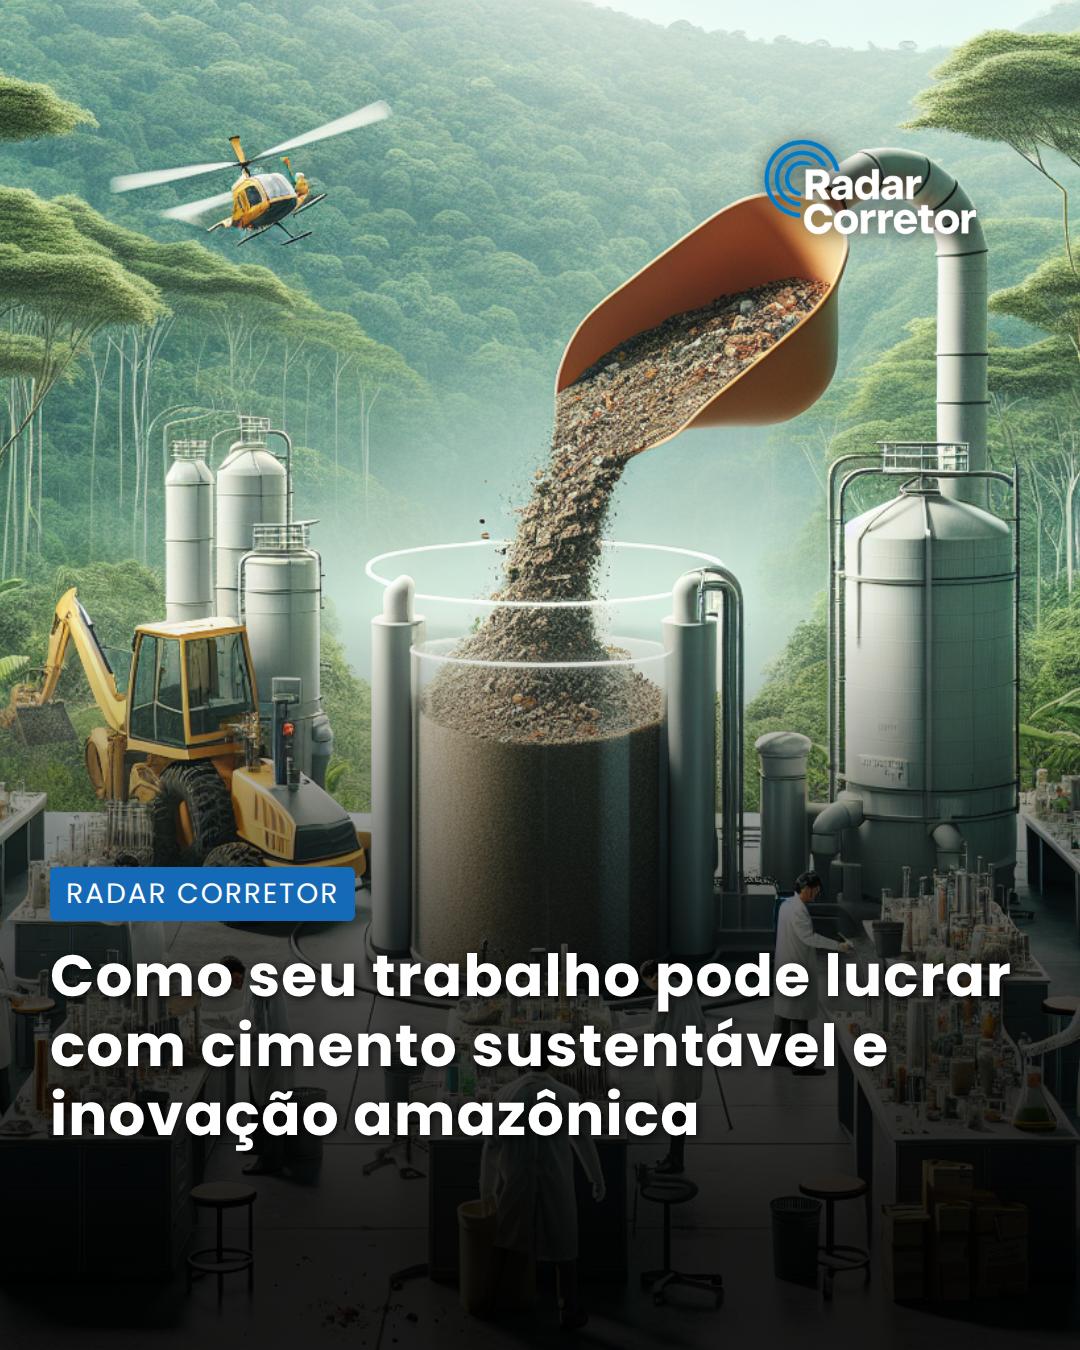 Radar
Corretor
RADAR CORRETOR
Como seu trabalho pode lucrar
com cimento sustentável e
inovação amazônica